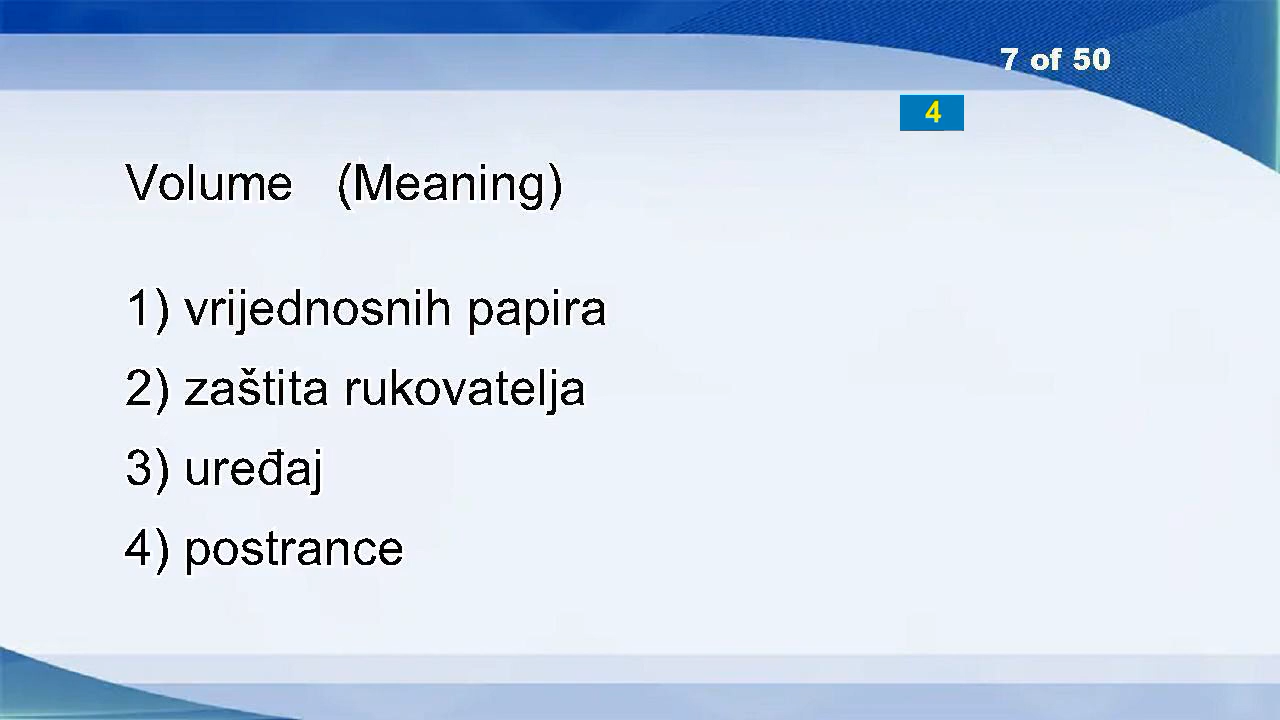 7 of 50
4
Volume (Meaning)
1) vrijednosnih papira
2) zaštita rukovatelja
3) uređaj
4) postrance